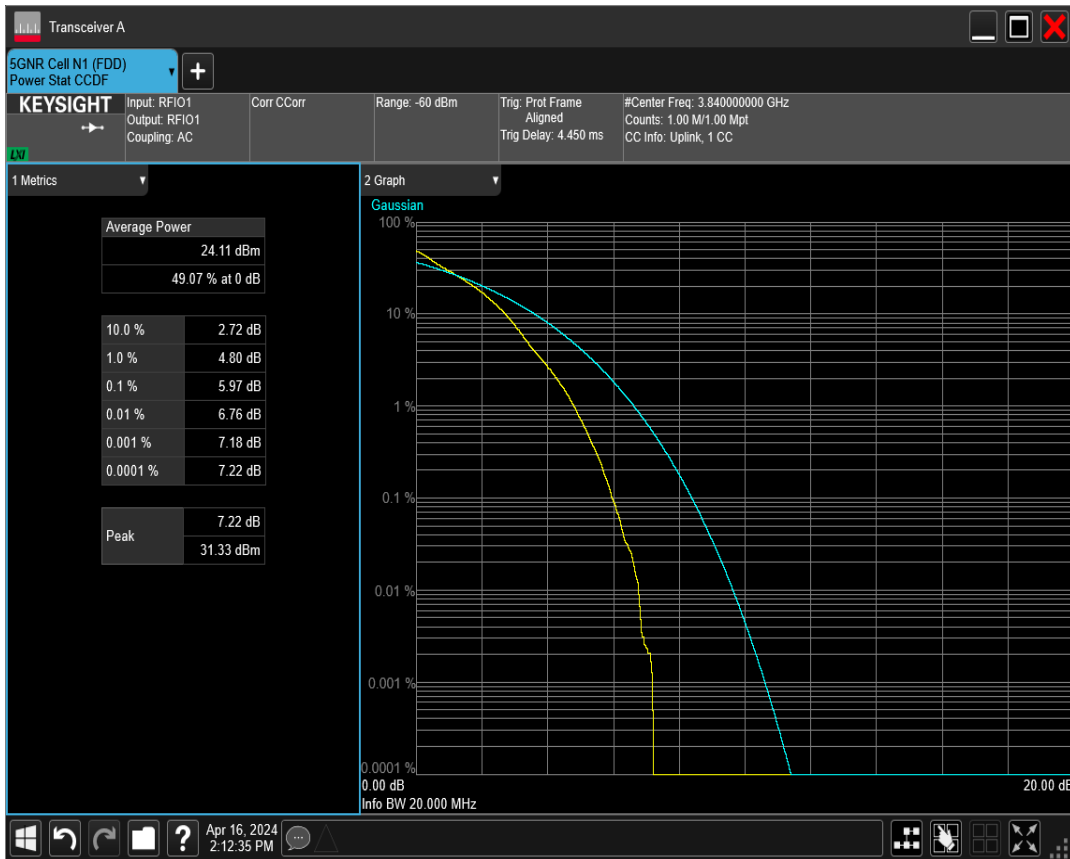 Transceiver A
5GNR Cell N1 (FDD)
Power Stat CCDF
KEYSIGHT
LXI
Input: RFIO1
Output: RFIO1
Coupling: AC
Corr CCorr
Range: -60 dBm
Trig: Prot Frame
Aligned
Trig Delay: 4.450 ms
#Center Freq: 3.840000000 GHz
Counts: 1.00 M/1.00 Mpt
CC Info: Uplink, 1 CC
1 Metrics
Average Power
24.11 dBm
49.07 % at 0 dB
10.0 % 2.72 dB
1.0 % 4.80 dB
0.1 % 5.97 dB
0.01 % 6.76 dB
0.001 % 7.18 dB
0.0001 % 7.22 dB
Peak 7.22 dB
31.33 dBm
2 Graph
Gaussian
100 %
10 %
1 %
0.1 %
0.01 %
0.001 %
0.0001 %
0.00 dB 20.00 dB
Info BW 20.000 MHz
? Apr 16, 2024
2:12:35 PM